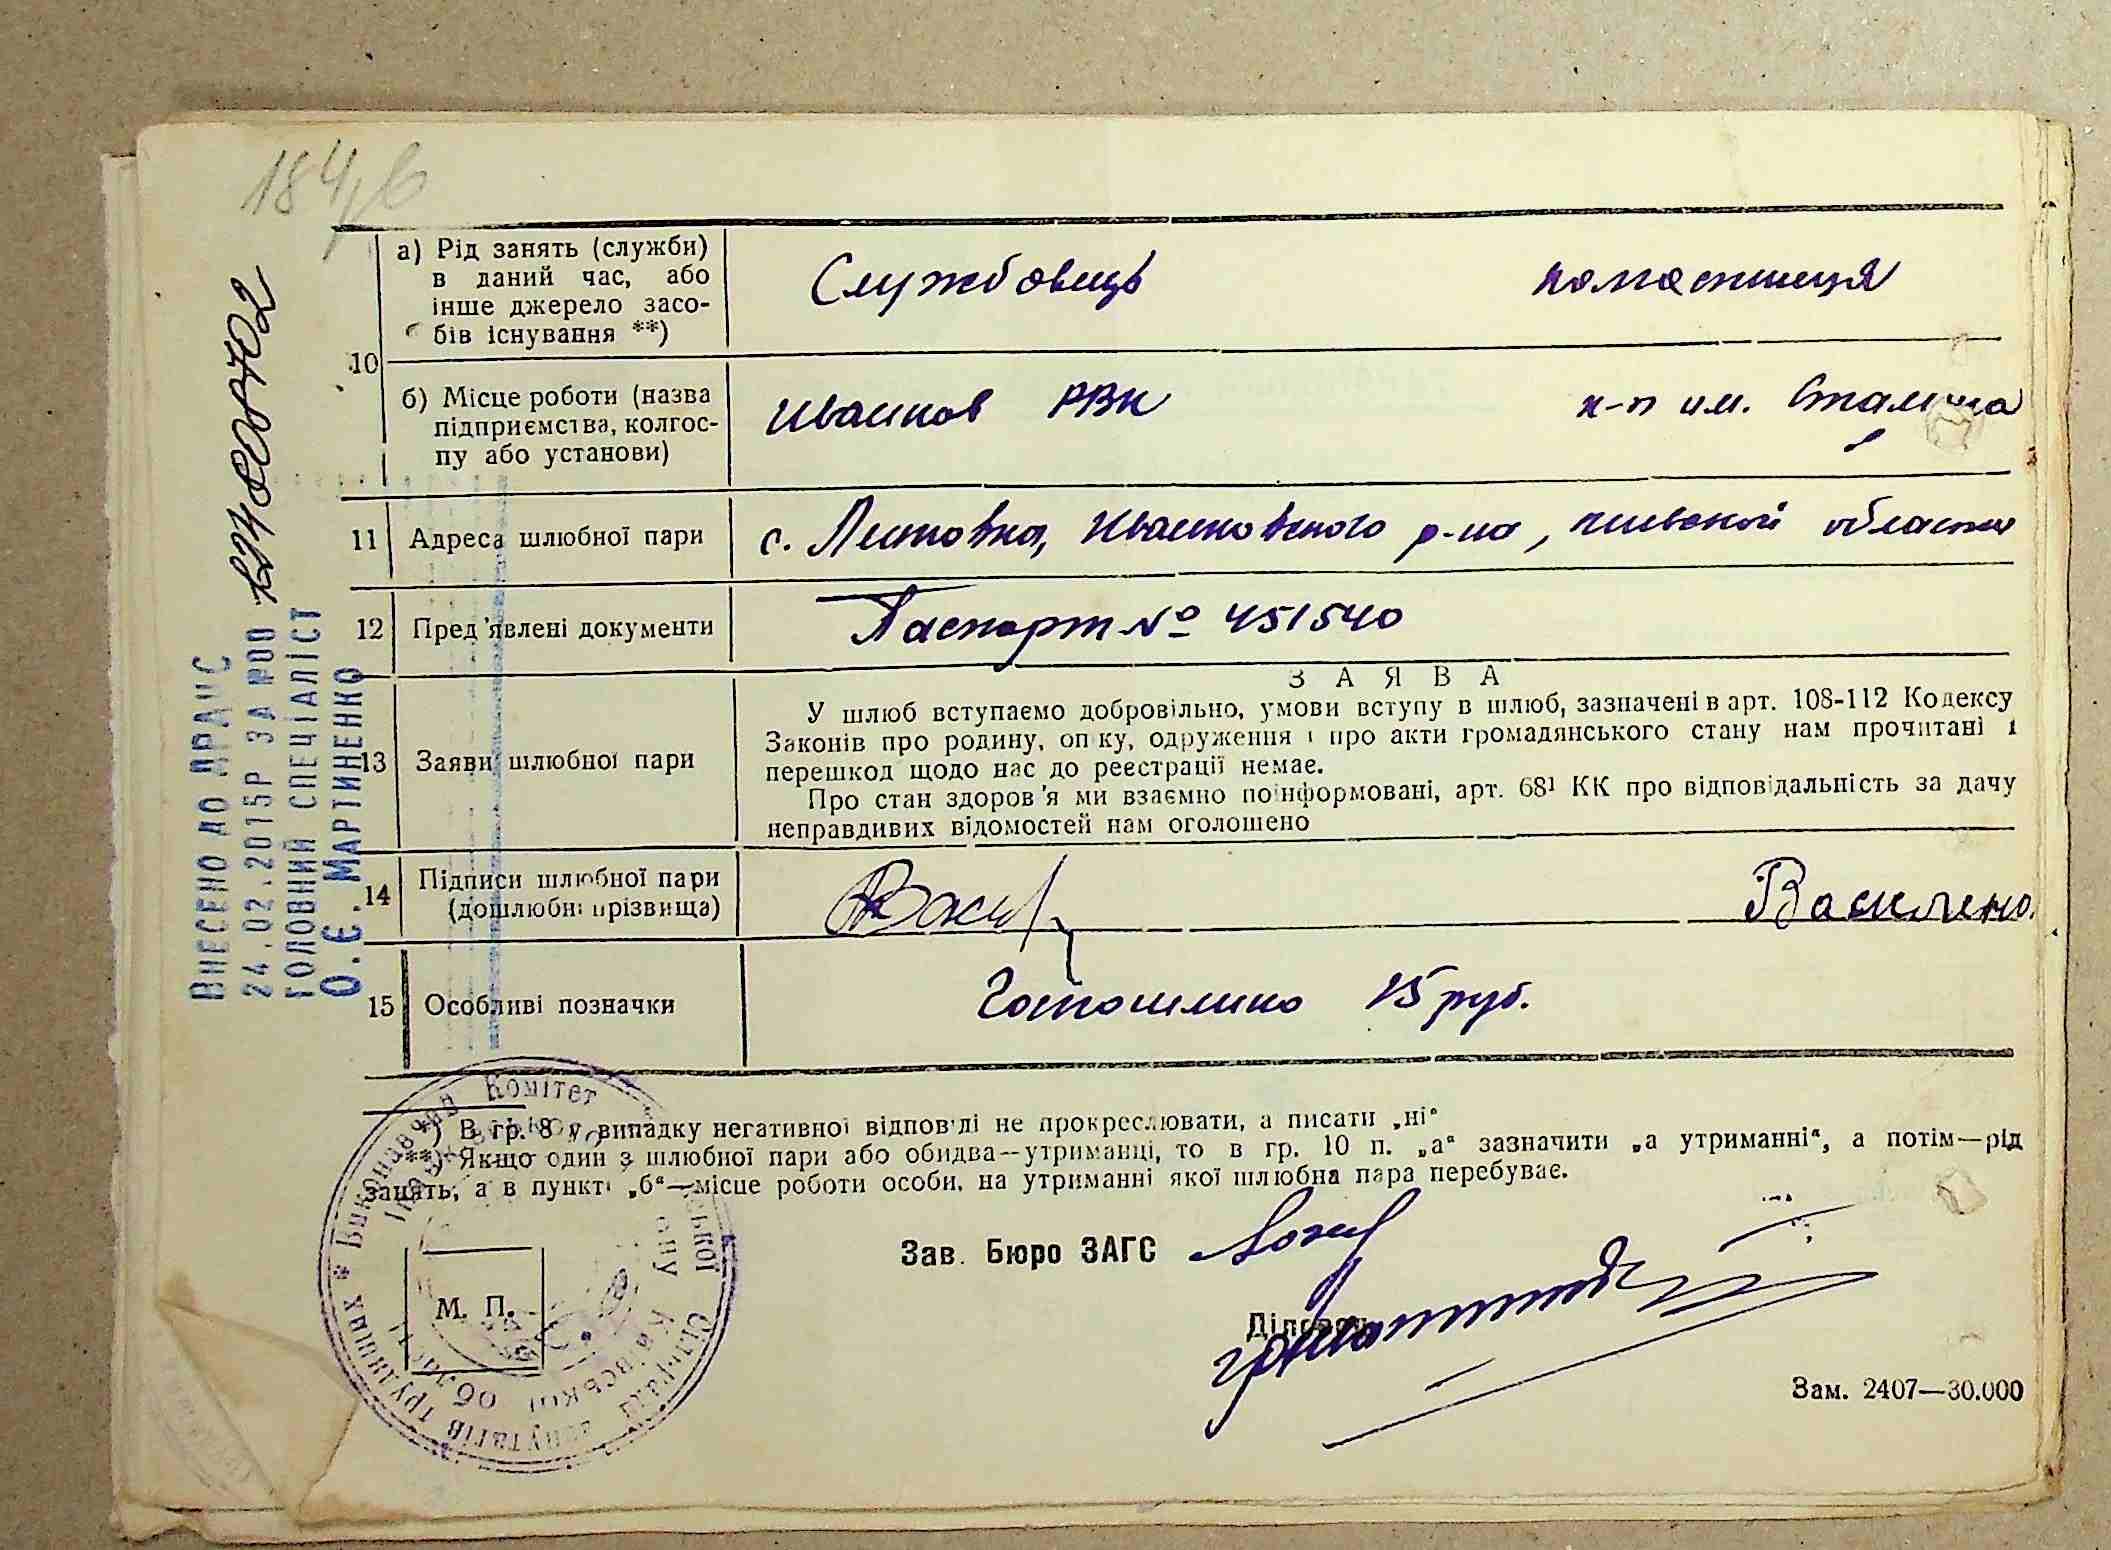 184/в
а) Рід занять (служби)
в даний час, або
інше джерело засо-
бів існування **)
Службовець
колгоспниця
10
б) Місце роботи (назва
підприємства, колгос-
пу або установи)
Иванков РВК
к-п им. Сталина
11 Адреса шлюбної пари
с. Литовка, Иванковского р-на, киевской области
12 Пред'явлені документи
Паспорт № 451540
13 Заяви шлюбної пари
ЗАЯВА
У шлюб вступаємо добровільно, умови вступу в шлюб, зазначені в арт. 108-112 Кодексу
Законів про родину, опіку, одруження і про акти громадянського стану нам прочитані і
перешкод щодо нас до реєстрації немає.
Про стан здоров'я ми взаємно поінформовані, арт. 68¹ КК про відповідальність за дачу
неправдивих відомостей нам оголошено
14 Підписи шлюбної пари
(дошлюбні прізвища)
Василено.
15 Особливі позначки
Госпошлино 15 руб.
*) В гр. 8 у випадку негативної відповіді не прокреслювати, а писати „ні“
**) Якщо один з шлюбної пари або обидва—утриманці, то в гр. 10 п. „а“ зазначити „а утриманні“, а потім—рід
занять, а в пункті „б“—місце роботи особи, на утриманні якої шлюбна пара перебуває.
Зав. Бюро ЗАГС
Діловод
М. П.
Зам. 2407—30.000
Внесено до ДРАЦС
24.02.2015р за №00
Головний спеціаліст
О.Є. Мартиненко
Виконавчий Комітет
Сільради депутатів трудящих
Київської області